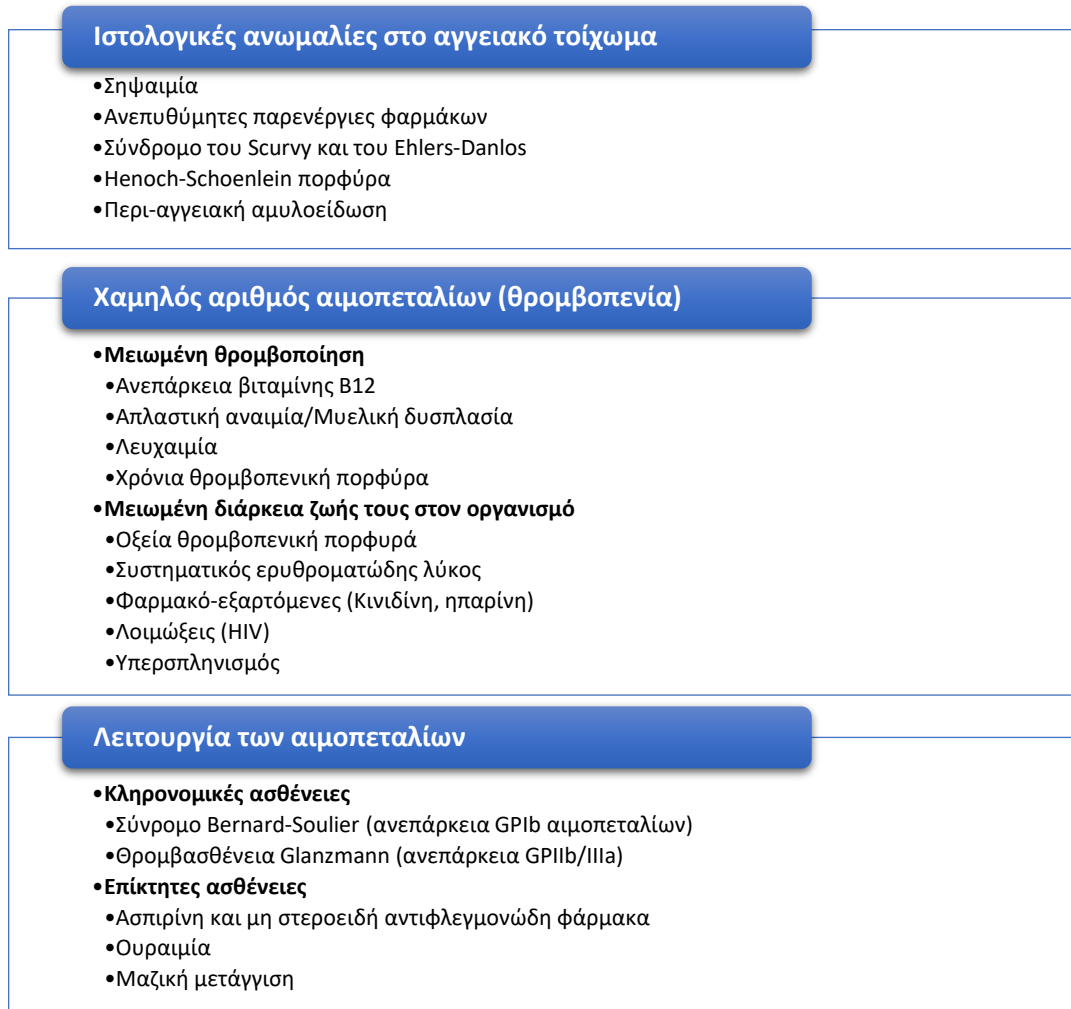 Ιστολογικές ανωμαλίες στο αγγειακό τοίχωμα
•Σηψαιμία
•Ανεπυθύμητες παρενέργιες φαρμάκων
•Σύνδρομο του Scurvy και του Ehlers-Danlos
•Henoch-Schoenlein πορφύρα
•Περι-αγγειακή αμυλοείδωση
Χαμηλός αριθμός αιμοπεταλίων (θρομβοπενία)
•Μειωμένη θρομβοποίηση
•Ανεπάρκεια βιταμίνης Β12
•Απλαστική αναιμία/Μυελική δυσπλασία
•Λευχαιμία
•Χρόνια θρομβοπενική πορφύρα
•Μειωμένη διάρκεια ζωής τους στον οργανισμό
•Οξεία θρομβοπενική πορφυρά
•Συστηματικός ερυθροματώδης λύκος
•Φαρμακό-εξαρτόμενες (Κινιδίνη, ηπαρίνη)
•Λοιμώξεις (HIV)
•Υπερσπληνισμός
Λειτουργία των αιμοπεταλίων
•Κληρονομικές ασθένειες
•Σύνρομο Bernard-Soulier (ανεπάρκεια GPIb αιμοπεταλίων)
•Θρομβασθένεια Glanzmann (ανεπάρκεια GPIIb/IIIa)
•Επίκτητες ασθένειες
•Ασπιρίνη και μη στεροειδή αντιφλεγμονώδη φάρμακα
•Ουραιμία
•Μαζική μετάγγιση